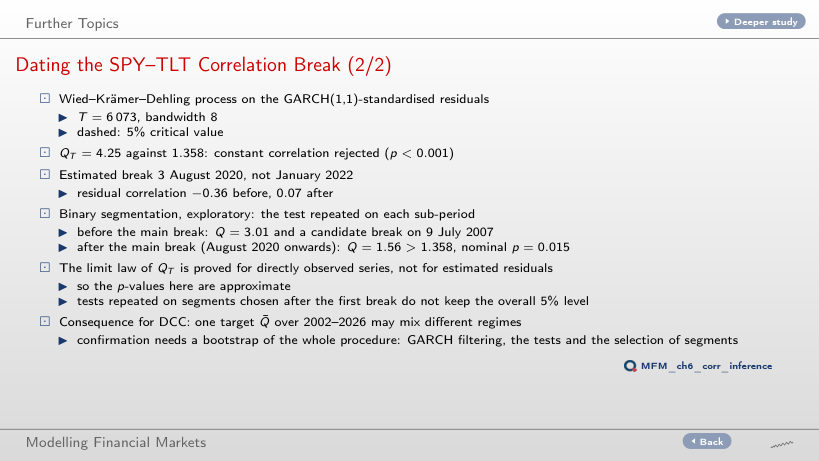 Further Topics
Deeper study
Dating the SPY–TLT Correlation Break (2/2)
Wied–Krämer–Dehling process on the GARCH(1,1)-standardised residuals
T = 6 073, bandwidth 8
dashed: 5% critical value
Q_T = 4.25 against 1.358: constant correlation rejected (p < 0.001)
Estimated break 3 August 2020, not January 2022
residual correlation −0.36 before, 0.07 after
Binary segmentation, exploratory: the test repeated on each sub-period
before the main break: Q = 3.01 and a candidate break on 9 July 2007
after the main break (August 2020 onwards): Q = 1.56 > 1.358, nominal p = 0.015
The limit law of Q_T is proved for directly observed series, not for estimated residuals
so the p-values here are approximate
tests repeated on segments chosen after the first break do not keep the overall 5% level
Consequence for DCC: one target Q̄ over 2002–2026 may mix different regimes
confirmation needs a bootstrap of the whole procedure: GARCH filtering, the tests and the selection of segments
MFM_ch6_corr_inference
Modelling Financial Markets
Back